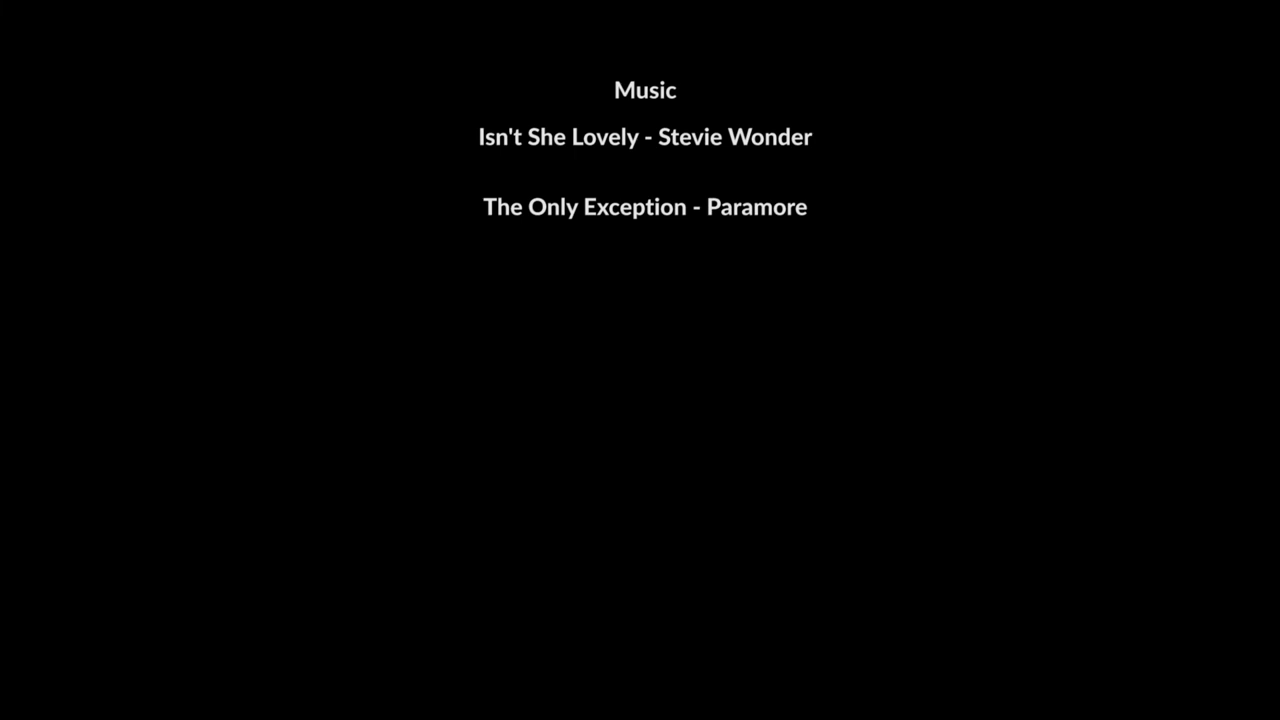 Music
Isn't She Lovely - Stevie Wonder
The Only Exception - Paramore